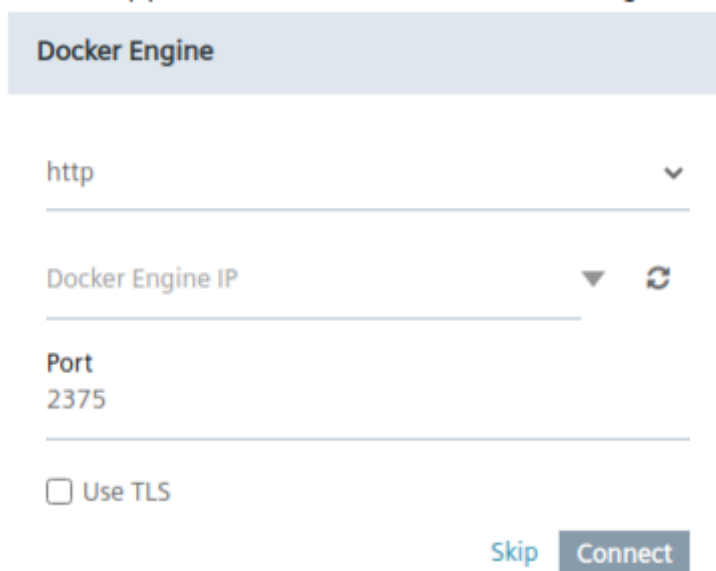 Docker Engine
http
Docker Engine IP
Port
2375
Use TLS
Skip Connect